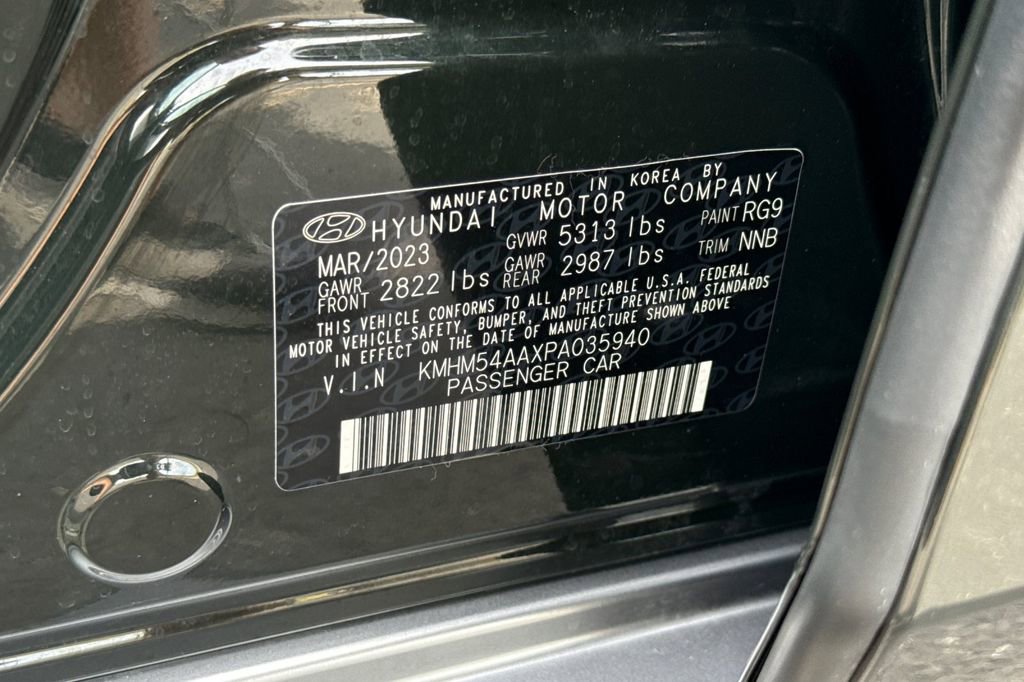 MANUFACTURED IN KOREA BY
HYUNDAI MOTOR COMPANY
MAR/2023 GVWR 5313 lbs PAINT RG9
GAWR FRONT 2822 lbs GAWR REAR 2987 lbs TRIM NNB
THIS VEHICLE CONFORMS TO ALL APPLICABLE U.S.A. FEDERAL
MOTOR VEHICLE SAFETY, BUMPER, AND THEFT PREVENTION STANDARDS
IN EFFECT ON THE DATE OF MANUFACTURE SHOWN ABOVE
V.I.N KMHM54AAXPA035940
PASSENGER CAR